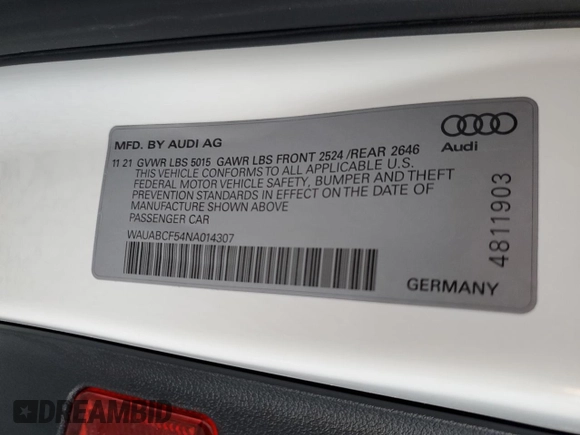 MFD. BY AUDI AG
11 21 GVWR LBS 5015 GAWR LBS FRONT 2524 /REAR 2646
THIS VEHICLE CONFORMS TO ALL APPLICABLE U.S.
FEDERAL MOTOR VEHICLE SAFETY, BUMPER AND THEFT
PREVENTION STANDARDS IN EFFECT ON THE DATE OF
MANUFACTURE SHOWN ABOVE
PASSENGER CAR
WAUABCF54NA014307
Audi
48111903
GERMANY
DREAMBID